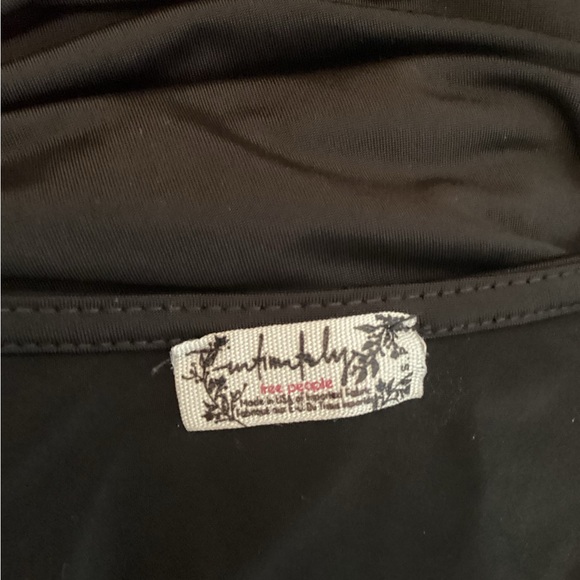 intimately
free people
Made in USA of Imported Fabric
S